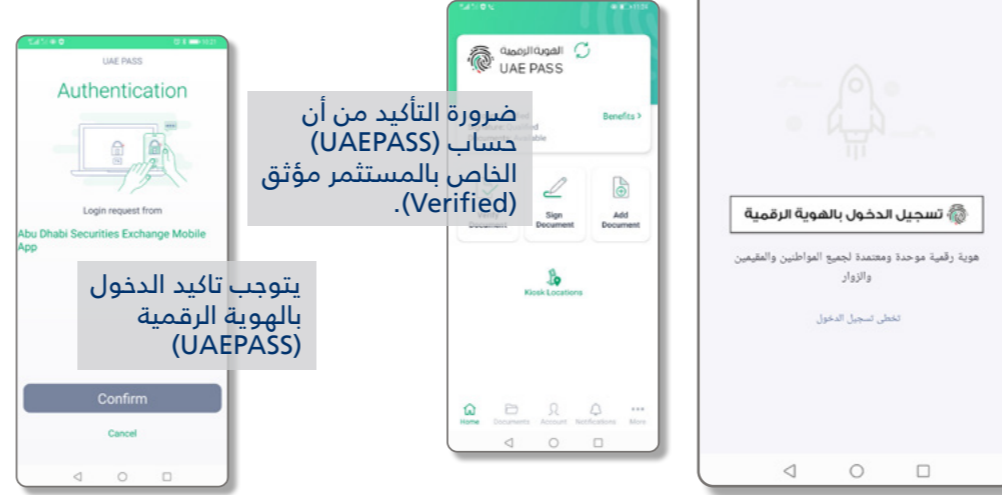 تسجيل الدخول بالهوية الرقمية
هوية رقمية موحدة ومعتمدة لجميع المواطنين والمقيمين
والزوار
تخطي تسجيل الدخول
الهوية الرقمية
UAE PASS
Benefits >
ضرورة التأكيد من أن
حساب (UAEPASS)
الخاص بالمستثمر مؤثق
(Verified).
Document
Sign
Document
Add
Document
Kiosk Locations
Home
Documents
Account
Notifications
More
UAE PASS
Authentication
Login request from
Abu Dhabi Securities Exchange Mobile
App
يتوجب تاكيد الدخول
بالهوية الرقمية
(UAEPASS)
Confirm
Cancel